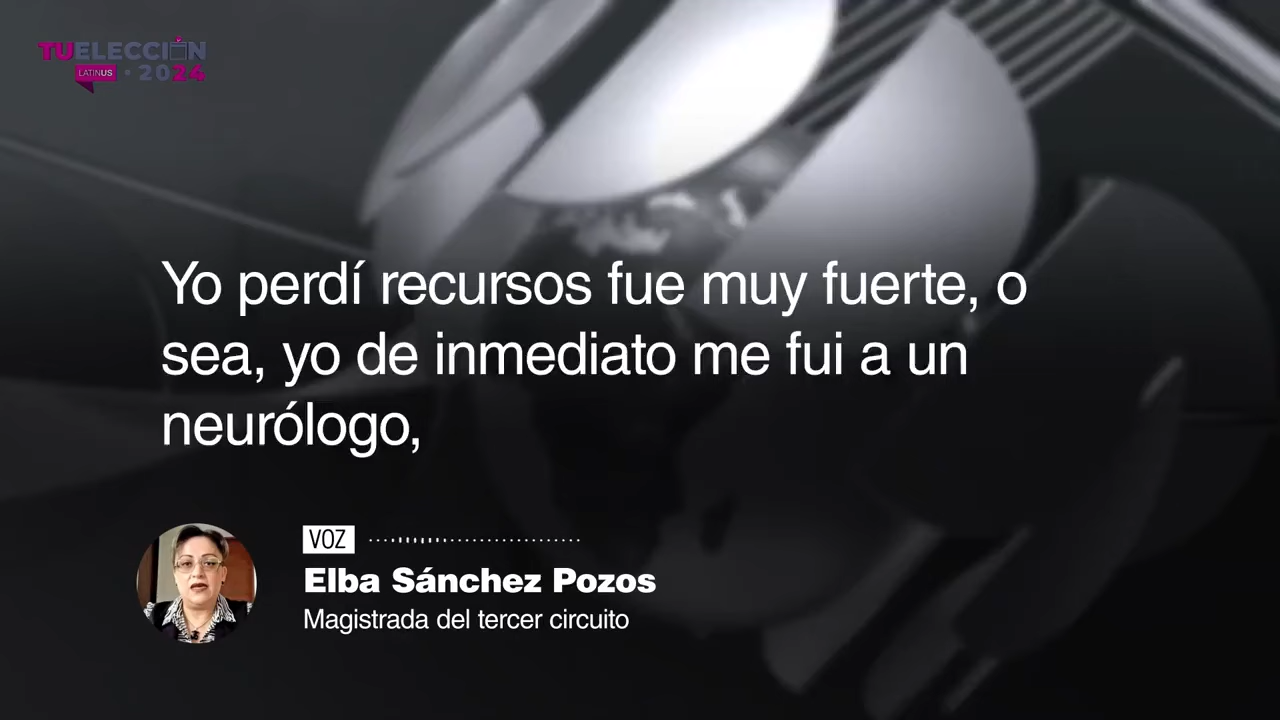 TUELECCIÓN
LATINUS • 2024
Yo perdí recursos fue muy fuerte, o
sea, yo de inmediato me fui a un
neurólogo,
VOZ
Elba Sánchez Pozos
Magistrada del tercer circuito